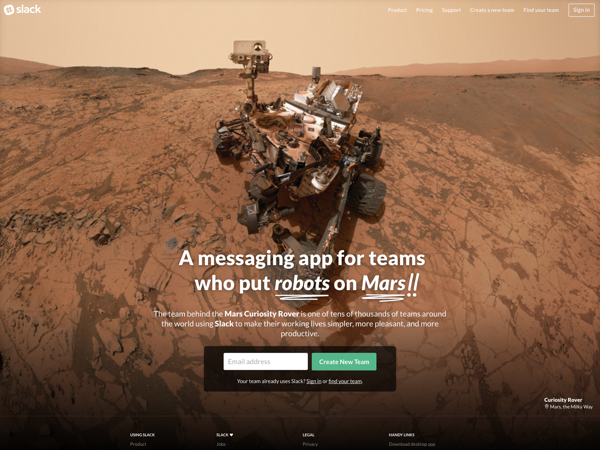 slack
Product Pricing Support Create a new team Find your team Sign in
A messaging app for teams
who put robots on Mars!!
The team behind the Mars Curiosity Rover is one of tens of thousands of teams around
the world using Slack to make their working lives simpler, more pleasant, and more
productive.
Email address Create New Team
Your team already uses Slack? Sign in or find your team.
Curiosity Rover
Mars, the Milky Way
USING SLACK SLACK ♥ LEGAL HANDY LINKS
Product Jobs Privacy Download desktop app